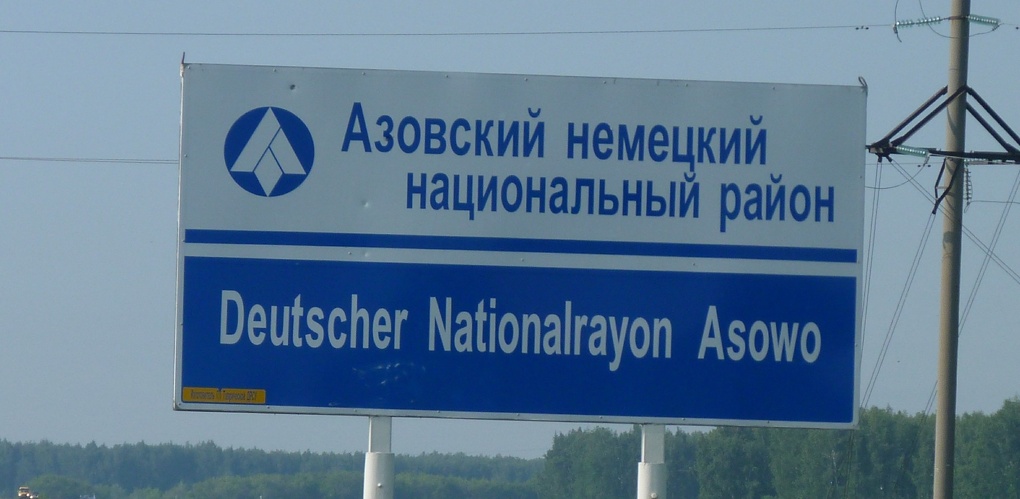 Азовский немецкий
национальный район
Deutscher Nationalrayon Asowo